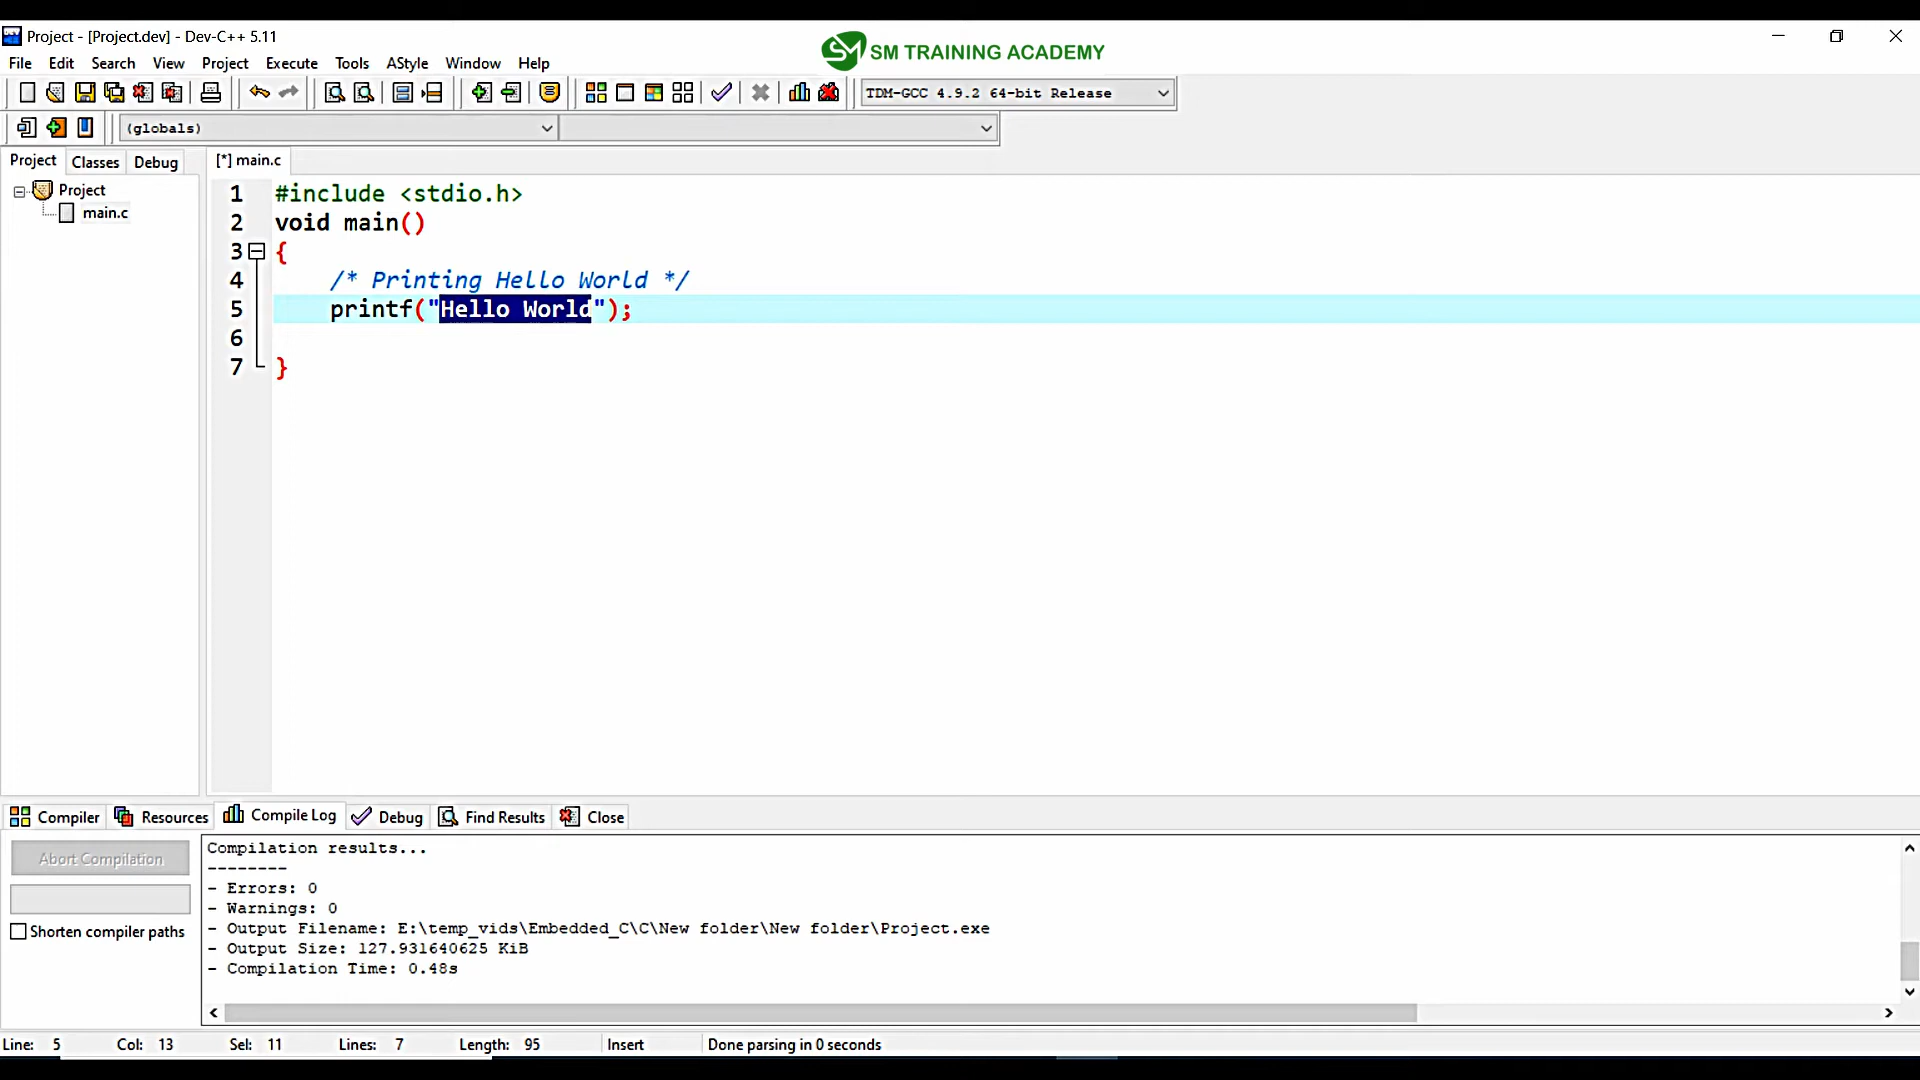 Project - [Project.dev] - Dev-C++ 5.11
SM SM TRAINING ACADEMY
File Edit Search View Project Execute Tools AStyle Window Help
TDM-GCC 4.9.2 64-bit Release
(globals)
Project Classes Debug [*] main.c
Project
main.c
1 #include <stdio.h>
2 void main()
3 {
4 /* Printing Hello World */
5 printf("Hello World");
6
7 }
Compiler Resources Compile Log Debug Find Results Close
Abort Compilation
Shorten compiler paths
Compilation results...
--------
- Errors: 0
- Warnings: 0
- Output Filename: E:\temp_vids\Embedded_C\C\New folder\New folder\Project.exe
- Output Size: 127.931640625 KiB
- Compilation Time: 0.48s
Line: 5 Col: 13 Sel: 11 Lines: 7 Length: 95 Insert Done parsing in 0 seconds